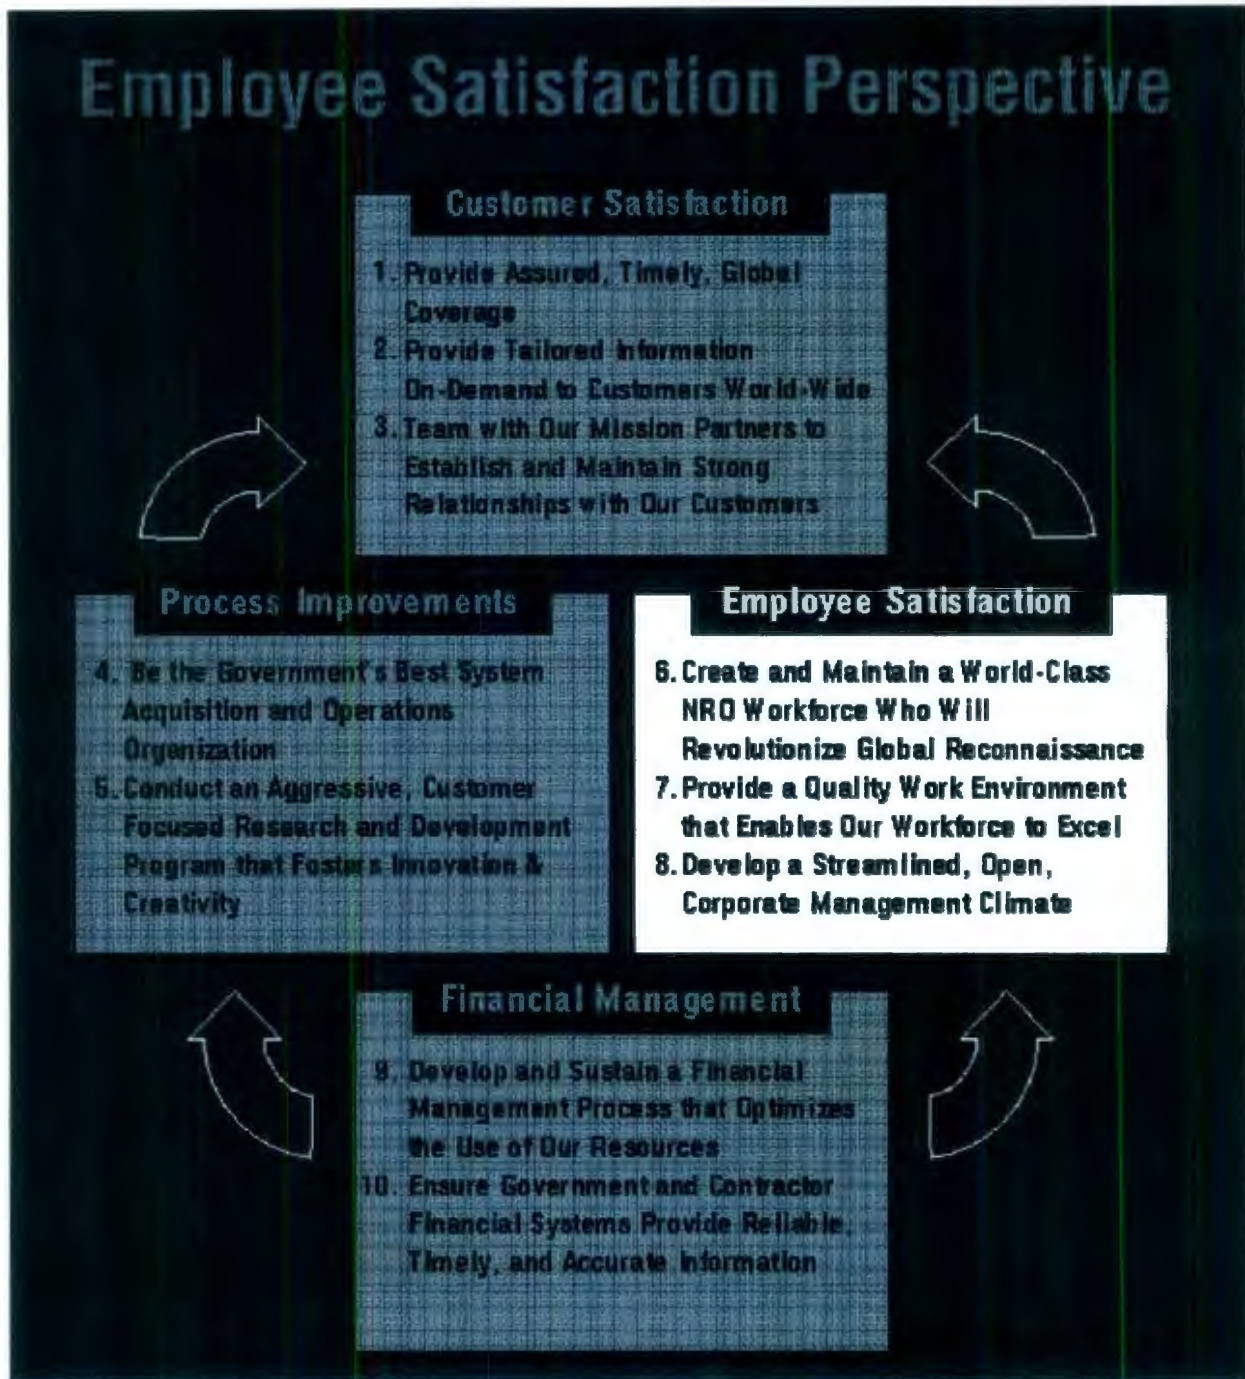 Employee Satisfaction Perspective
Customer Satisfaction
1. Provide Assured, Timely, Global
Coverage
2. Provide Tailored Information
On-Demand to Customers World-Wide
3. Team with Our Mission Partners to
Establish and Maintain Strong
Relationships with Our Customers
Process Improvements
4. Be the Government's Best System
Acquisition and Operations
Organization
5. Conduct an Aggressive, Customer
Focused Research and Development
Program that Fosters Innovation &
Creativity
Employee Satisfaction
6. Create and Maintain a World-Class
NRO Workforce Who Will
Revolutionize Global Reconnaissance
7. Provide a Quality Work Environment
that Enables Our Workforce to Excel
8. Develop a Streamlined, Open,
Corporate Management Climate
Financial Management
9. Develop and Sustain a Financial
Management Process that Optimizes
the Use of Our Resources
10. Ensure Government and Contractor
Financial Systems Provide Reliable,
Timely, and Accurate Information